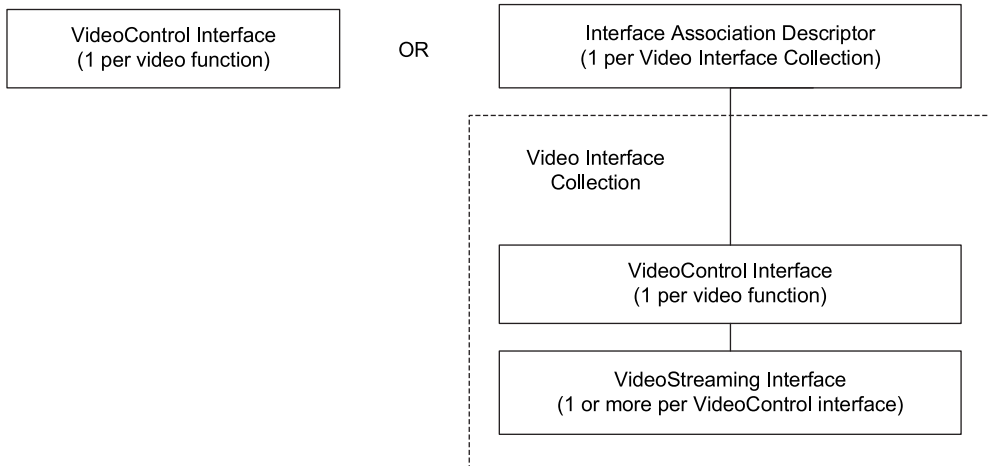 VideoControl Interface
(1 per video function)
OR
Interface Association Descriptor
(1 per Video Interface Collection)
Video Interface
Collection
VideoControl Interface
(1 per video function)
VideoStreaming Interface
(1 or more per VideoControl interface)